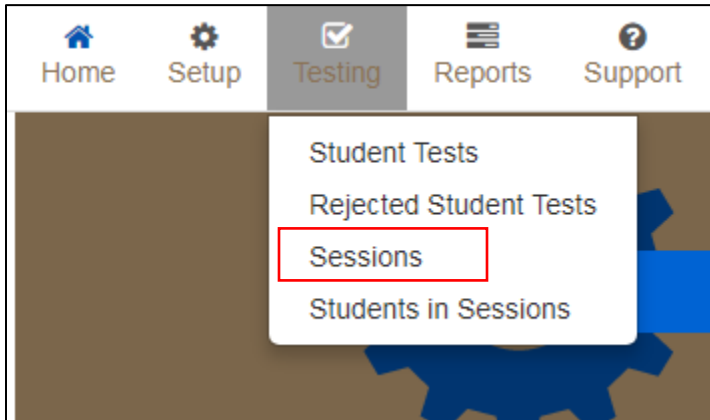 Home Setup Testing Reports Support
Student Tests
Rejected Student Tests
Sessions
Students in Sessions